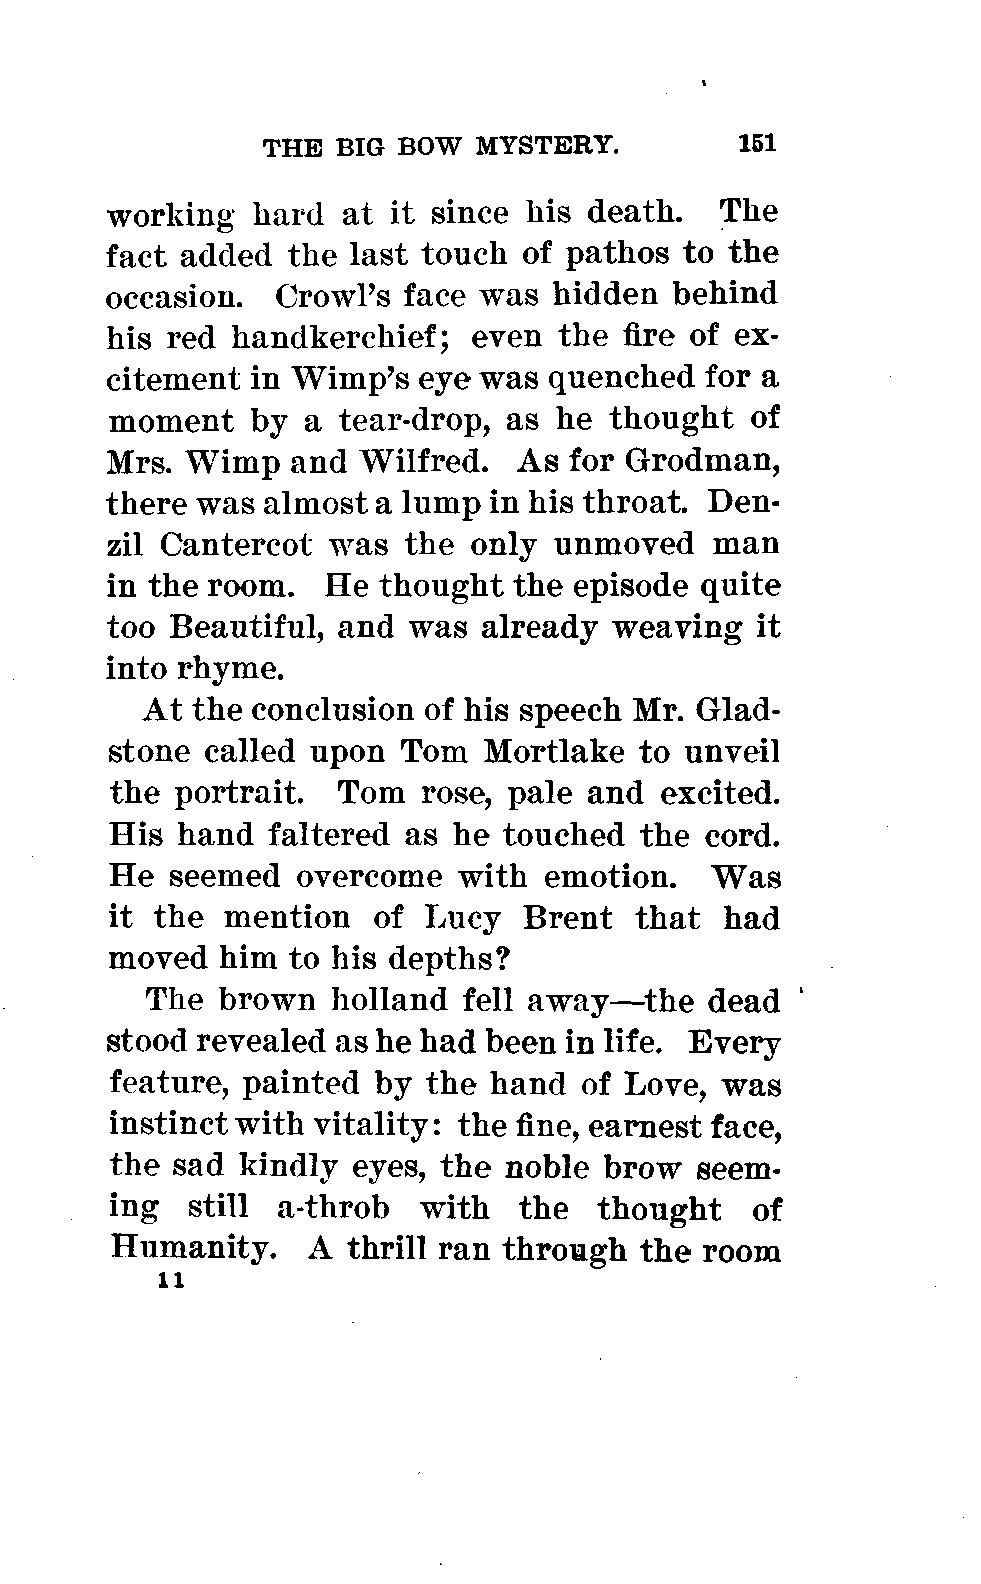 THE BIG BOW MYSTERY. 151
working hard at it since his death. The
fact added the last touch of pathos to the
occasion. Crowl's face was hidden behind
his red handkerchief; even the fire of ex-
citement in Wimp's eye was quenched for a
moment by a tear-drop, as he thought of
Mrs. Wimp and Wilfred. As for Grodman,
there was almost a lump in his throat. Den-
zil Cantercot was the only unmoved man
in the room. He thought the episode quite
too Beautiful, and was already weaving it
into rhyme.
At the conclusion of his speech Mr. Glad-
stone called upon Tom Mortlake to unveil
the portrait. Tom rose, pale and excited.
His hand faltered as he touched the cord.
He seemed overcome with emotion. Was
it the mention of Lucy Brent that had
moved him to his depths?
The brown holland fell away—the dead
stood revealed as he had been in life. Every
feature, painted by the hand of Love, was
instinct with vitality: the fine, earnest face,
the sad kindly eyes, the noble brow seem-
ing still a-throb with the thought of
Humanity. A thrill ran through the room
11